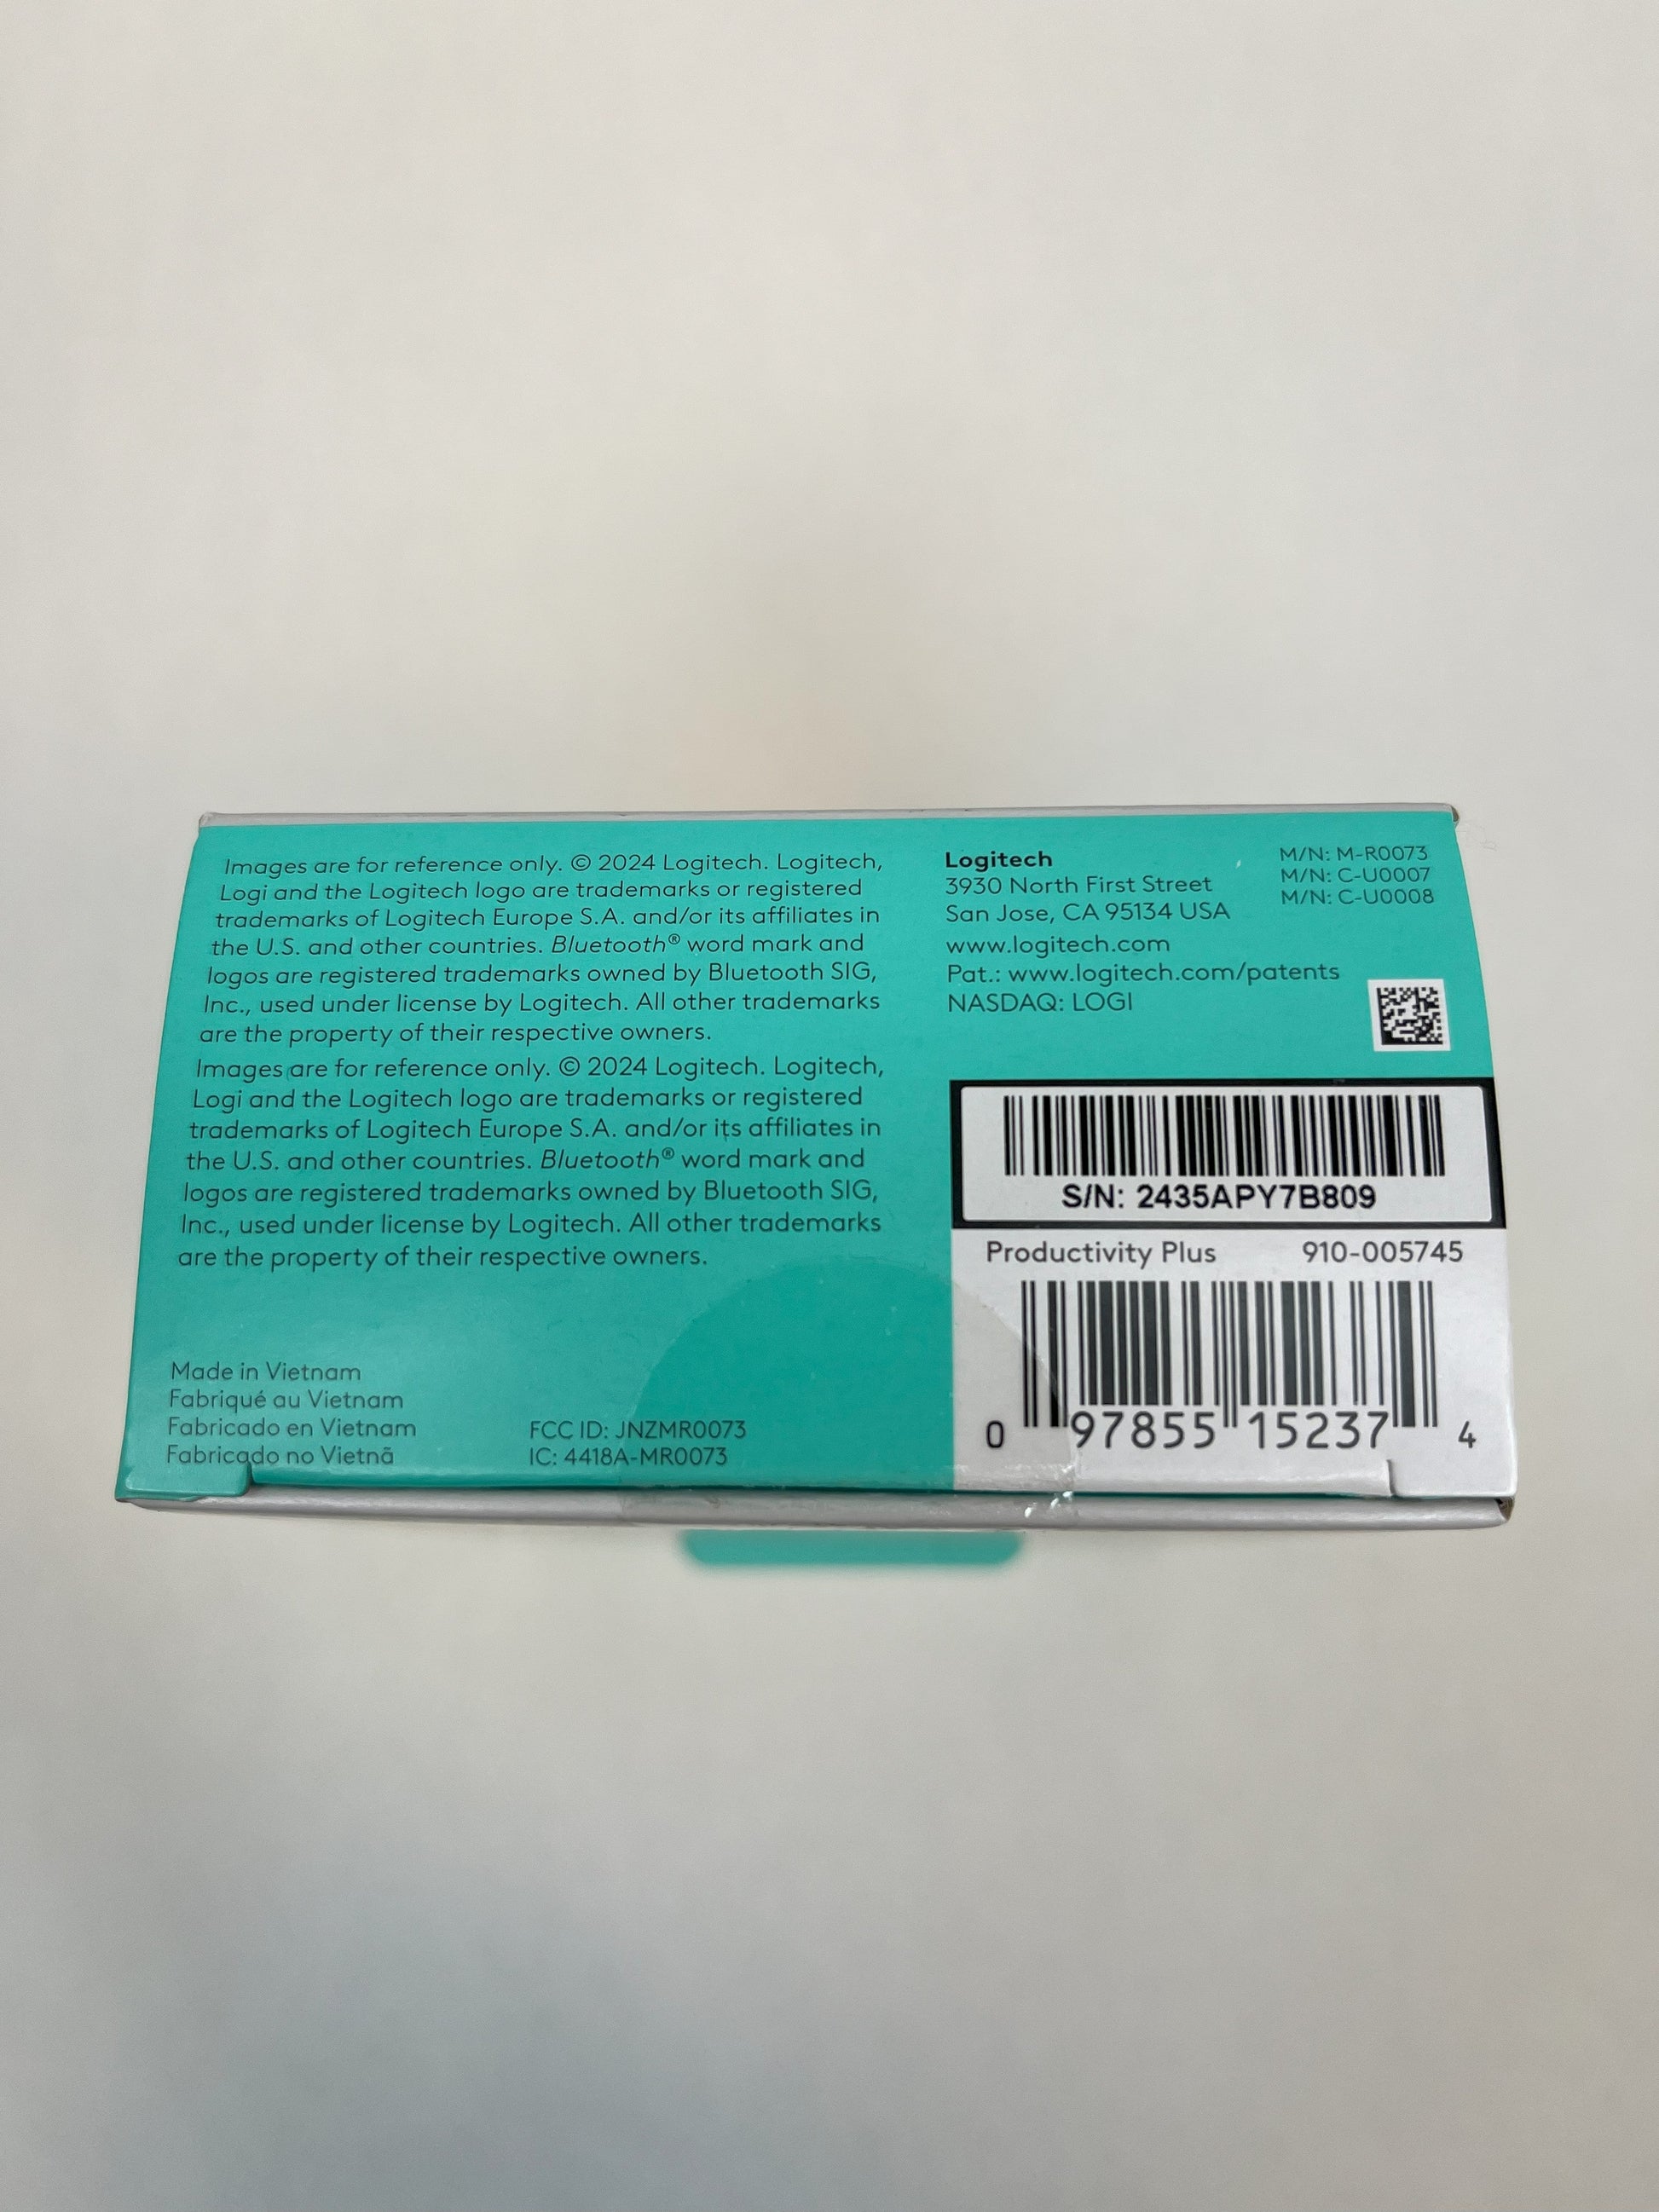 Images are for reference only. © 2024 Logitech. Logitech,
Logi and the Logitech logo are trademarks or registered
trademarks of Logitech Europe S.A. and/or its affiliates in
the U.S. and other countries. Bluetooth® word mark and
logos are registered trademarks owned by Bluetooth SIG,
Inc., used under license by Logitech. All other trademarks
are the property of their respective owners.
Images are for reference only. © 2024 Logitech. Logitech,
Logi and the Logitech logo are trademarks or registered
trademarks of Logitech Europe S.A. and/or its affiliates in
the U.S. and other countries. Bluetooth® word mark and
logos are registered trademarks owned by Bluetooth SIG,
Inc., used under license by Logitech. All other trademarks
are the property of their respective owners.
Made in Vietnam
Fabriqué au Vietnam
Fabricado en Vietnam
Fabricado no Vietnã
FCC ID: JNZMR0073
IC: 4418A-MR0073
Logitech
3930 North First Street
San Jose, CA 95134 USA
www.logitech.com
Pat.: www.logitech.com/patents
NASDAQ: LOGI
M/N: M-R0073
M/N: C-U0007
M/N: C-U0008
S/N: 2435APY7B809
Productivity Plus 910-005745
0 97855 15237 4